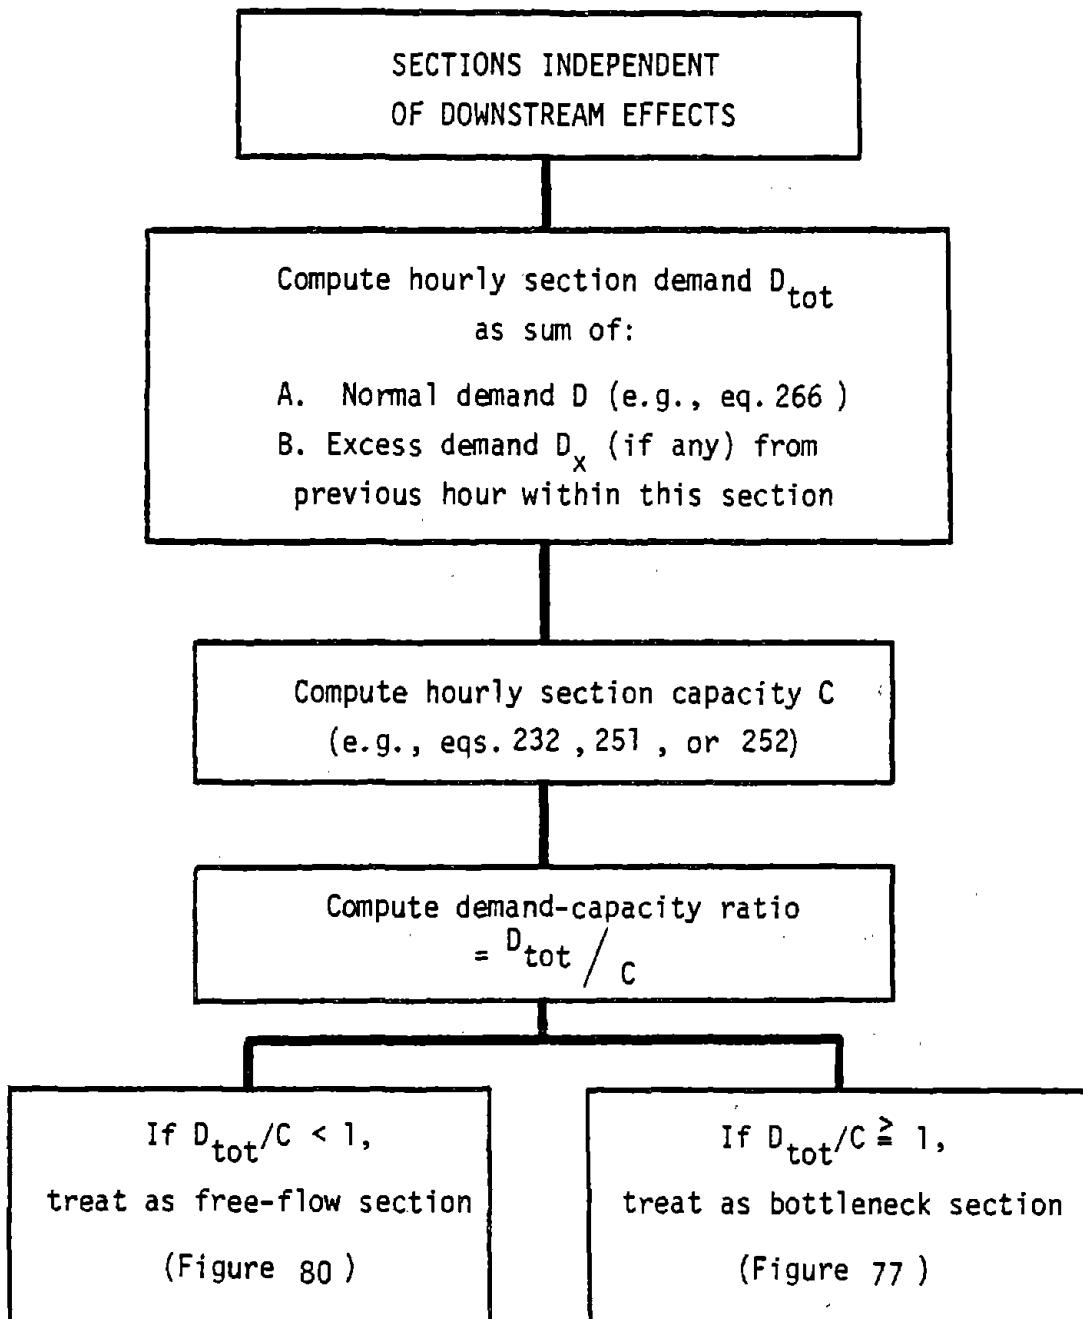 SECTIONS INDEPENDENT
OF DOWNSTREAM EFFECTS
Compute hourly section demand D_tot
as sum of:
A. Normal demand D (e.g., eq. 266 )
B. Excess demand D_x (if any) from
previous hour within this section
Compute hourly section capacity C
(e.g., eqs. 232 , 251 , or 252)
Compute demand-capacity ratio
= D_tot / C
If D_tot/C < 1,
treat as free-flow section
(Figure 80 )
If D_tot/C ≧ 1,
treat as bottleneck section
(Figure 77 )